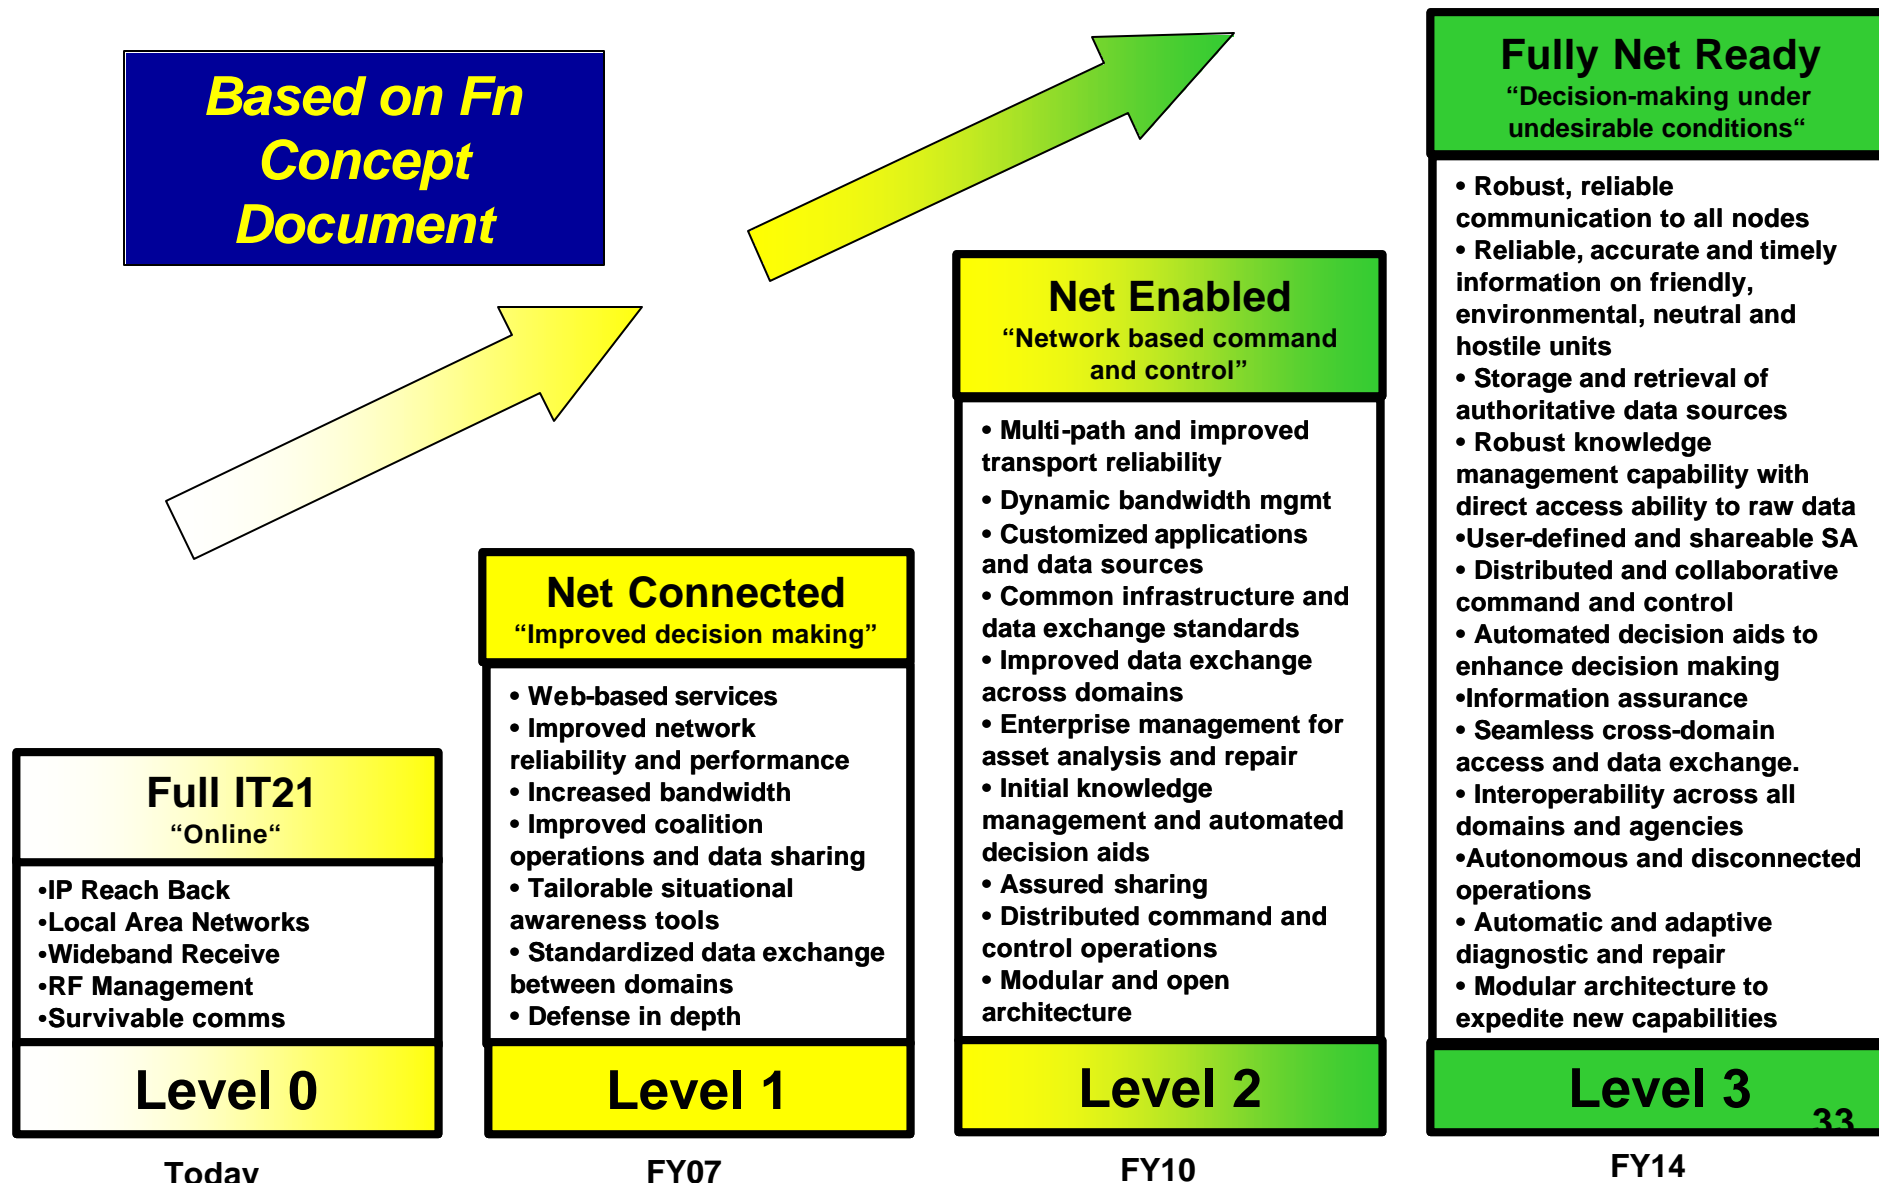 Based on Fn
Concept
Document
Full IT21
“Online“
•IP Reach Back
•Local Area Networks
•Wideband Receive
•RF Management
•Survivable comms
Level 0
Today
Net Connected
“Improved decision making”
• Web-based services
• Improved network
reliability and performance
• Increased bandwidth
• Improved coalition
operations and data sharing
• Tailorable situational
awareness tools
• Standardized data exchange
between domains
• Defense in depth
Level 1
FY07
Net Enabled
“Network based command
and control”
• Multi-path and improved
transport reliability
• Dynamic bandwidth mgmt
• Customized applications
and data sources
• Common infrastructure and
data exchange standards
• Improved data exchange
across domains
• Enterprise management for
asset analysis and repair
• Initial knowledge
management and automated
decision aids
• Assured sharing
• Distributed command and
control operations
• Modular and open
architecture
Level 2
FY10
Fully Net Ready
“Decision-making under
undesirable conditions“
• Robust, reliable
communication to all nodes
• Reliable, accurate and timely
information on friendly,
environmental, neutral and
hostile units
• Storage and retrieval of
authoritative data sources
• Robust knowledge
management capability with
direct access ability to raw data
•User-defined and shareable SA
• Distributed and collaborative
command and control
• Automated decision aids to
enhance decision making
•Information assurance
• Seamless cross-domain
access and data exchange.
• Interoperability across all
domains and agencies
•Autonomous and disconnected
operations
• Automatic and adaptive
diagnostic and repair
• Modular architecture to
expedite new capabilities
Level 3
33
FY14